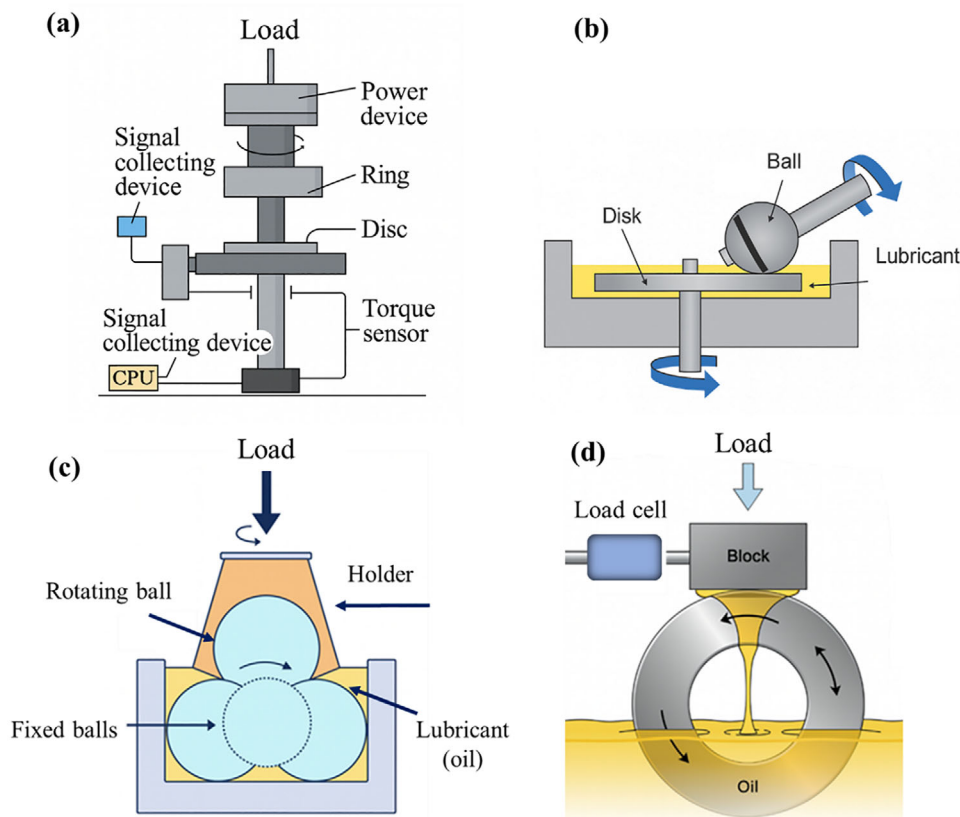 (a)
Load
Power
device
Signal
collecting
device
Ring
Disc
Torque
sensor
Signal
collecting device
CPU
(b)
Ball
Disk
Lubricant
(c)
Load
Rotating ball
Holder
Fixed balls
Lubricant
(oil)
(d)
Load
Load cell
Block
Oil